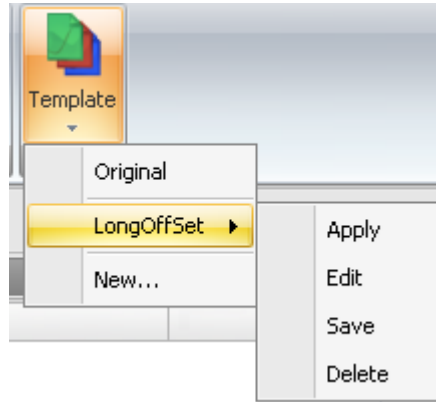 Template
Original
LongOffSet
New...
Apply
Edit
Save
Delete